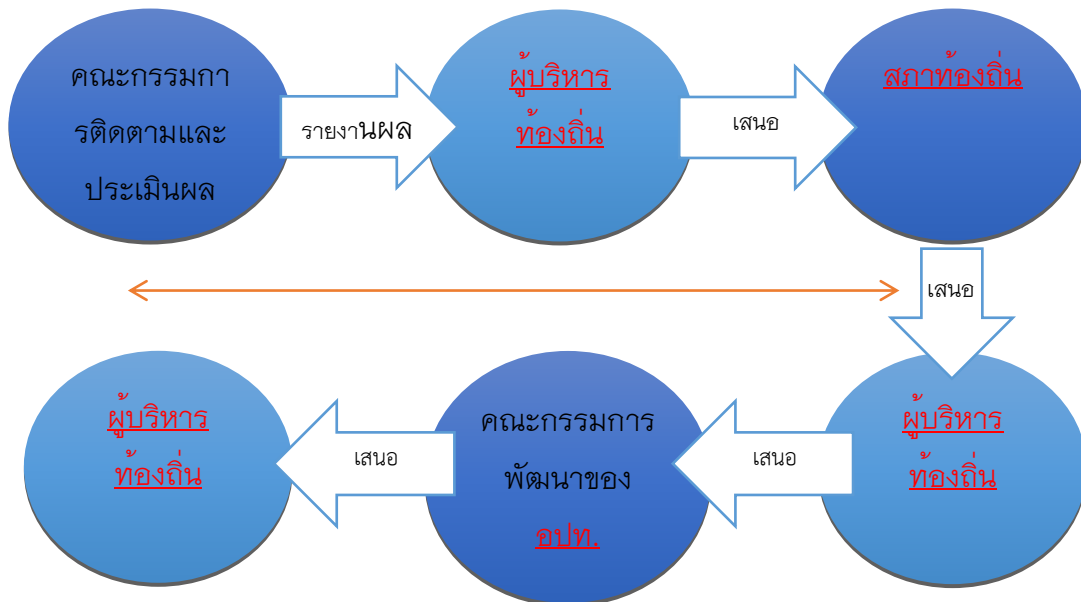 คณะกรรมกา
รติดตามและ
ประเมินผล
รายงานผล
ผู้บริหาร
ท้องถิ่น
เสนอ
สภาท้องถิ่น
เสนอ
ผู้บริหาร
ท้องถิ่น
เสนอ
คณะกรรมการ
พัฒนาของ
อปท.
เสนอ
ผู้บริหาร
ท้องถิ่น